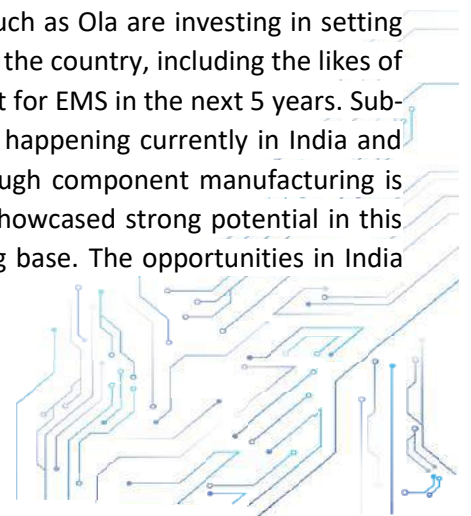 uch as Ola are investing in setting
the country, including the likes of
t for EMS in the next 5 years. Sub-
happening currently in India and
ugh component manufacturing is
howcased strong potential in this
g base. The opportunities in India